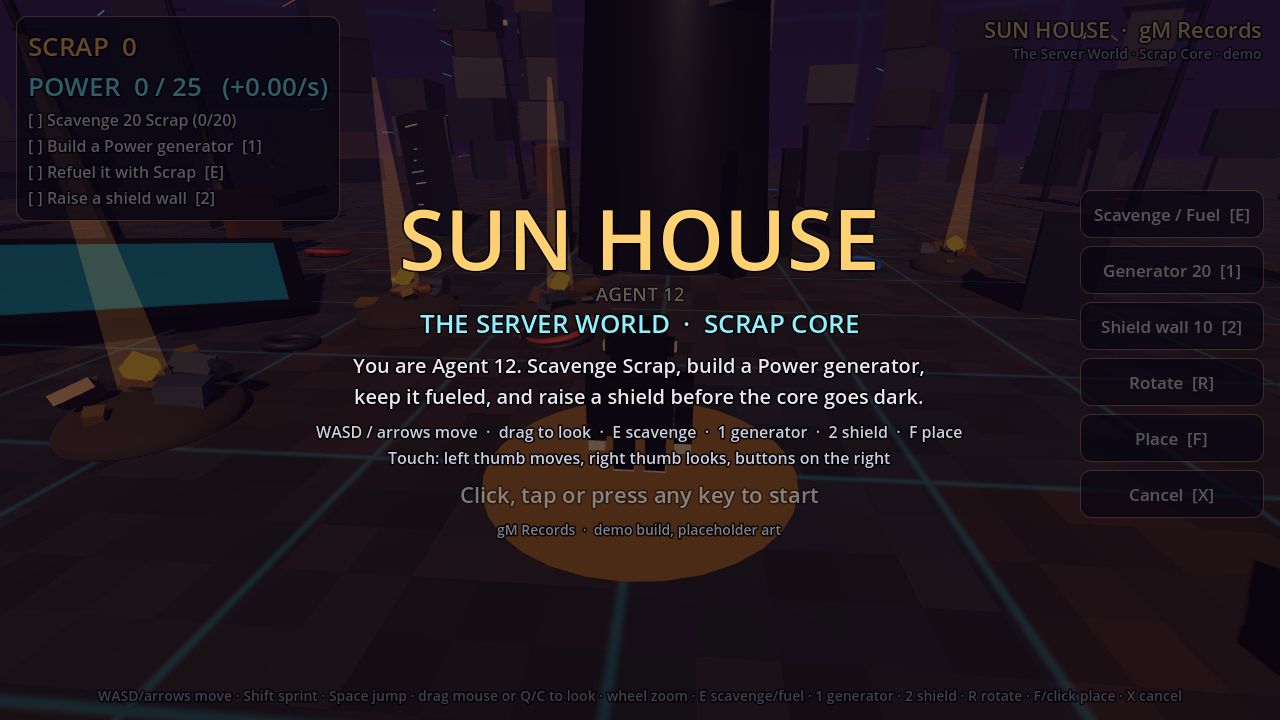 SCRAP 0
POWER 0 / 25 (+0.00/s)
[ ] Scavenge 20 Scrap (0/20)
[ ] Build a Power generator [1]
[ ] Refuel it with Scrap [E]
[ ] Raise a shield wall [2]
SUN HOUSE · gM Records
The Server World · Scrap Core · demo
SUN HOUSE
AGENT 12
THE SERVER WORLD · SCRAP CORE
You are Agent 12. Scavenge Scrap, build a Power generator,
keep it fueled, and raise a shield before the core goes dark.
WASD / arrows move · drag to look · E scavenge · 1 generator · 2 shield · F place
Touch: left thumb moves, right thumb looks, buttons on the right
Click, tap or press any key to start
gM Records · demo build, placeholder art
Scavenge / Fuel [E]
Generator 20 [1]
Shield wall 10 [2]
Rotate [R]
Place [F]
Cancel [X]
WASD/arrows move · Shift sprint · Space jump · drag mouse or Q/C to look · wheel zoom · E scavenge/fuel · 1 generator · 2 shield · R rotate · F/click place · X cancel